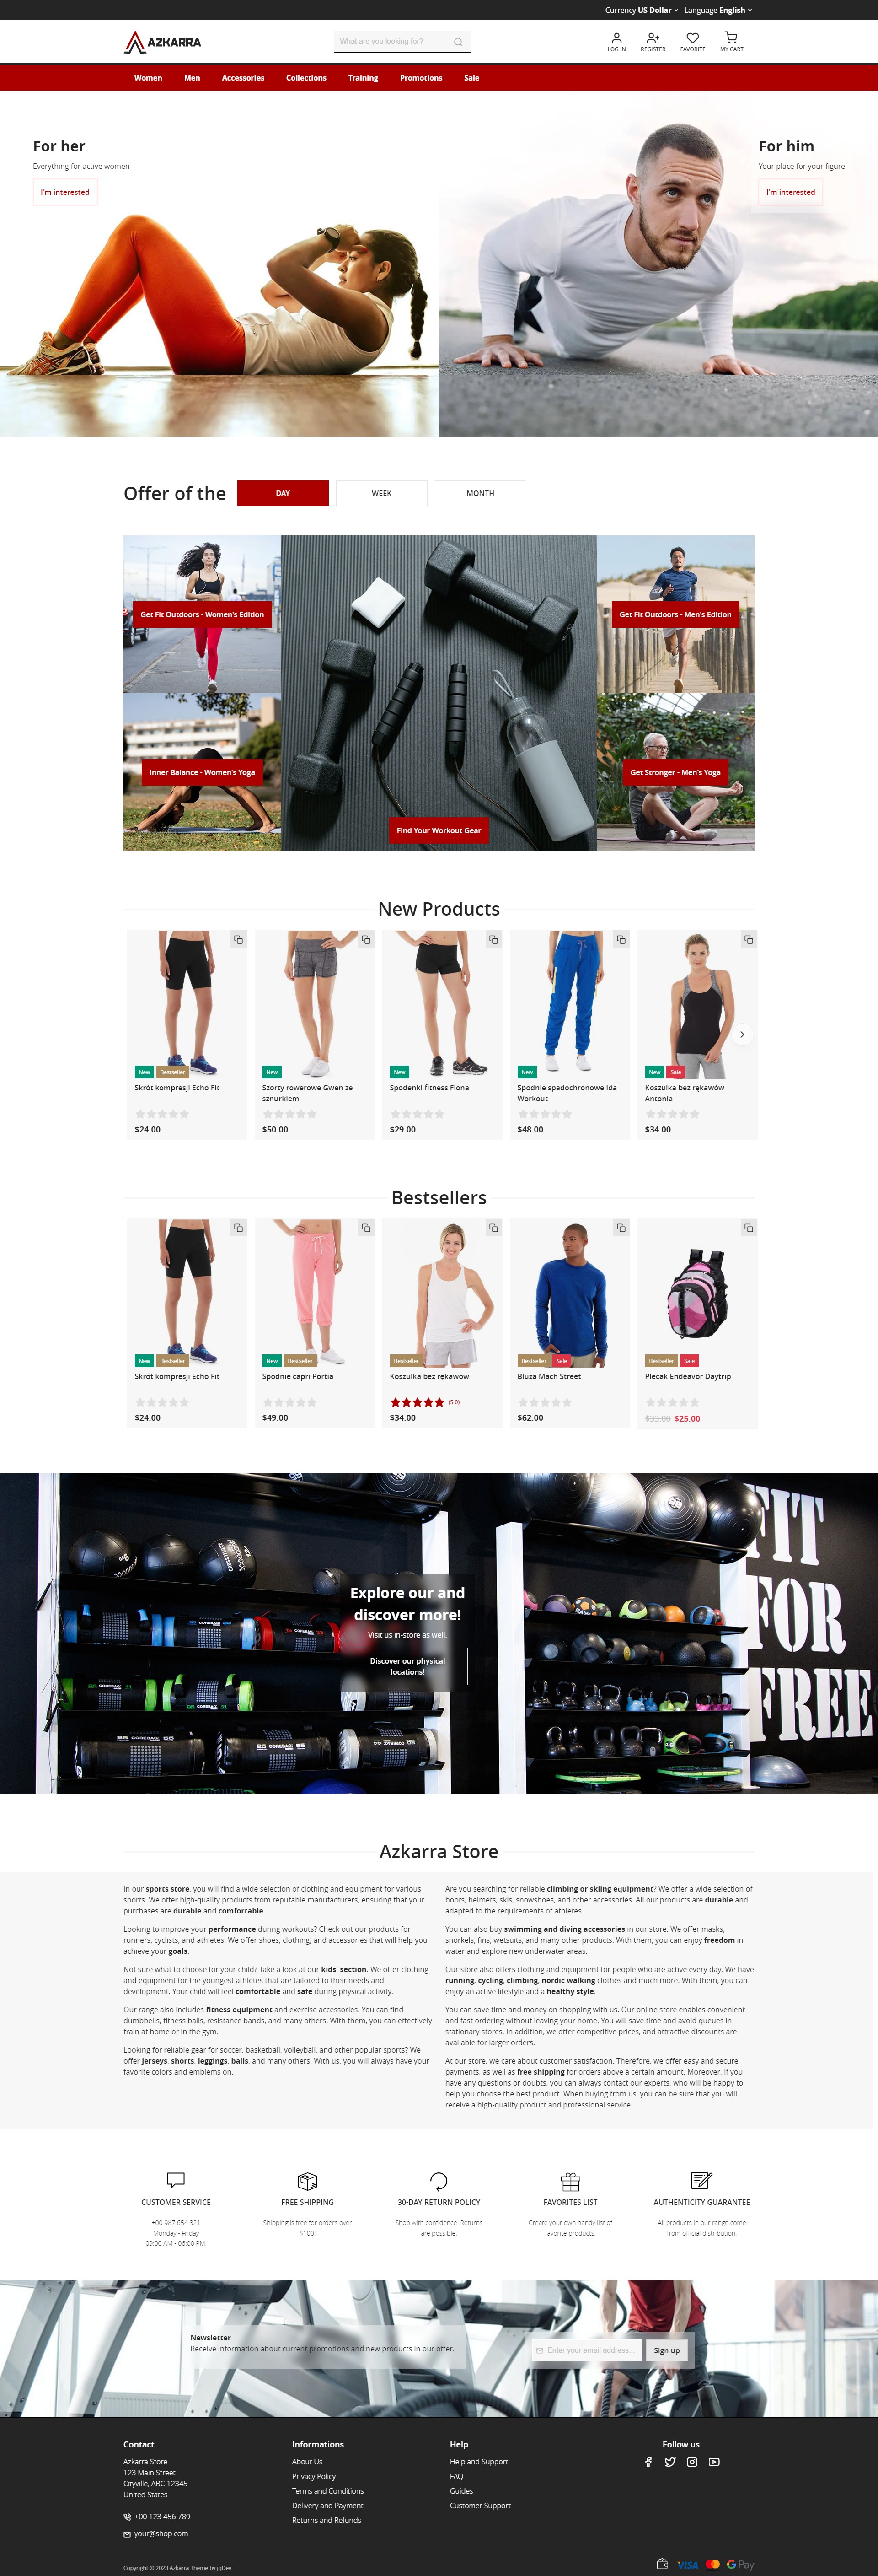 Currency US Dollar Language English
AZKARRA
What are you looking for?
LOG IN
REGISTER
FAVORITE
MY CART
Women Men Accessories Collections Training Promotions Sale
For her
Everything for active women
I'm interested
For him
Your place for your figure
I'm interested
Offer of the
DAY
WEEK
MONTH
Get Fit Outdoors - Women's Edition
Get Fit Outdoors - Men's Edition
Inner Balance - Women's Yoga
Get Stronger - Men's Yoga
Find Your Workout Gear
New Products
New Bestseller
Skrót kompresji Echo Fit
$24.00
New
Szorty rowerowe Gwen ze
sznurkiem
$50.00
New
Spodenki fitness Fiona
$29.00
New
Spodnie spadochronowe Ida
Workout
$48.00
New Sale
Koszulka bez rękawów
Antonia
$34.00
Bestsellers
New Bestseller
Skrót kompresji Echo Fit
$24.00
New Bestseller
Spodnie capri Portia
$49.00
Bestseller
Koszulka bez rękawów
(5.0)
$34.00
Bestseller Sale
Bluza Mach Street
$62.00
Bestseller Sale
Plecak Endeavor Daytrip
$33.00 $25.00
Explore our and
discover more!
Visit us in-store as well.
Discover our physical
locations!
FIT
FOR
FREE
Azkarra Store
In our sports store, you will find a wide selection of clothing and equipment for various
sports. We offer high-quality products from reputable manufacturers, ensuring that your
purchases are durable and comfortable.
Looking to improve your performance during workouts? Check out our products for
runners, cyclists, and athletes. We offer shoes, clothing, and accessories that will help you
achieve your goals.
Not sure what to choose for your child? Take a look at our kids' section. We offer clothing
and equipment for the youngest athletes that are tailored to their needs and
development. Your child will feel comfortable and safe during physical activity.
Our range also includes fitness equipment and exercise accessories. You can find
dumbbells, fitness balls, resistance bands, and many others. With them, you can effectively
train at home or in the gym.
Looking for reliable gear for soccer, basketball, volleyball, and other popular sports? We
offer jerseys, shorts, leggings, balls, and many others. With us, you will always have your
favorite colors and emblems on.
Are you searching for reliable climbing or skiing equipment? We offer a wide selection of
boots, helmets, skis, snowshoes, and other accessories. All our products are durable and
adapted to the requirements of athletes.
You can also buy swimming and diving accessories in our store. We offer masks,
snorkels, fins, wetsuits, and many other products. With them, you can enjoy freedom in
water and explore new underwater areas.
Our store also offers clothing and equipment for people who are active every day. We have
running, cycling, climbing, nordic walking clothes and much more. With them, you can
enjoy an active lifestyle and a healthy style.
You can save time and money on shopping with us. Our online store enables convenient
and fast ordering without leaving your home. You will save time and avoid queues in
stationary stores. In addition, we offer competitive prices, and attractive discounts are
available for larger orders.
At our store, we care about customer satisfaction. Therefore, we offer easy and secure
payments, as well as free shipping for orders above a certain amount. Moreover, if you
have any questions or doubts, you can always contact our experts, who will be happy to
help you choose the best product. When buying from us, you can be sure that you will
receive a high-quality product and professional service.
CUSTOMER SERVICE
+00 987 654 321
Monday - Friday
09:00 AM - 06:00 PM.
FREE SHIPPING
Shipping is free for orders over
$100!
30-DAY RETURN POLICY
Shop with confidence. Returns
are possible.
FAVORITES LIST
Create your own handy list of
favorite products.
AUTHENTICITY GUARANTEE
All products in our range come
from official distribution.
Newsletter
Receive information about current promotions and new products in our offer.
Enter your email address...
Sign up
Contact
Azkarra Store
123 Main Street
Cityville, ABC 12345
United States
+00 123 456 789
your@shop.com
Informations
About Us
Privacy Policy
Terms and Conditions
Delivery and Payment
Returns and Refunds
Help
Help and Support
FAQ
Guides
Customer Support
Follow us
Copyright © 2023 Azkarra Theme by jqDev
VISA
G Pay